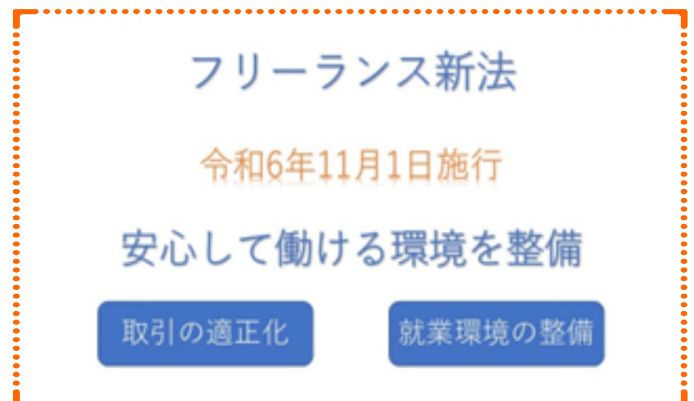 フリーランス新法
令和6年11月1日施行
安心して働ける環境を整備
取引の適正化
就業環境の整備